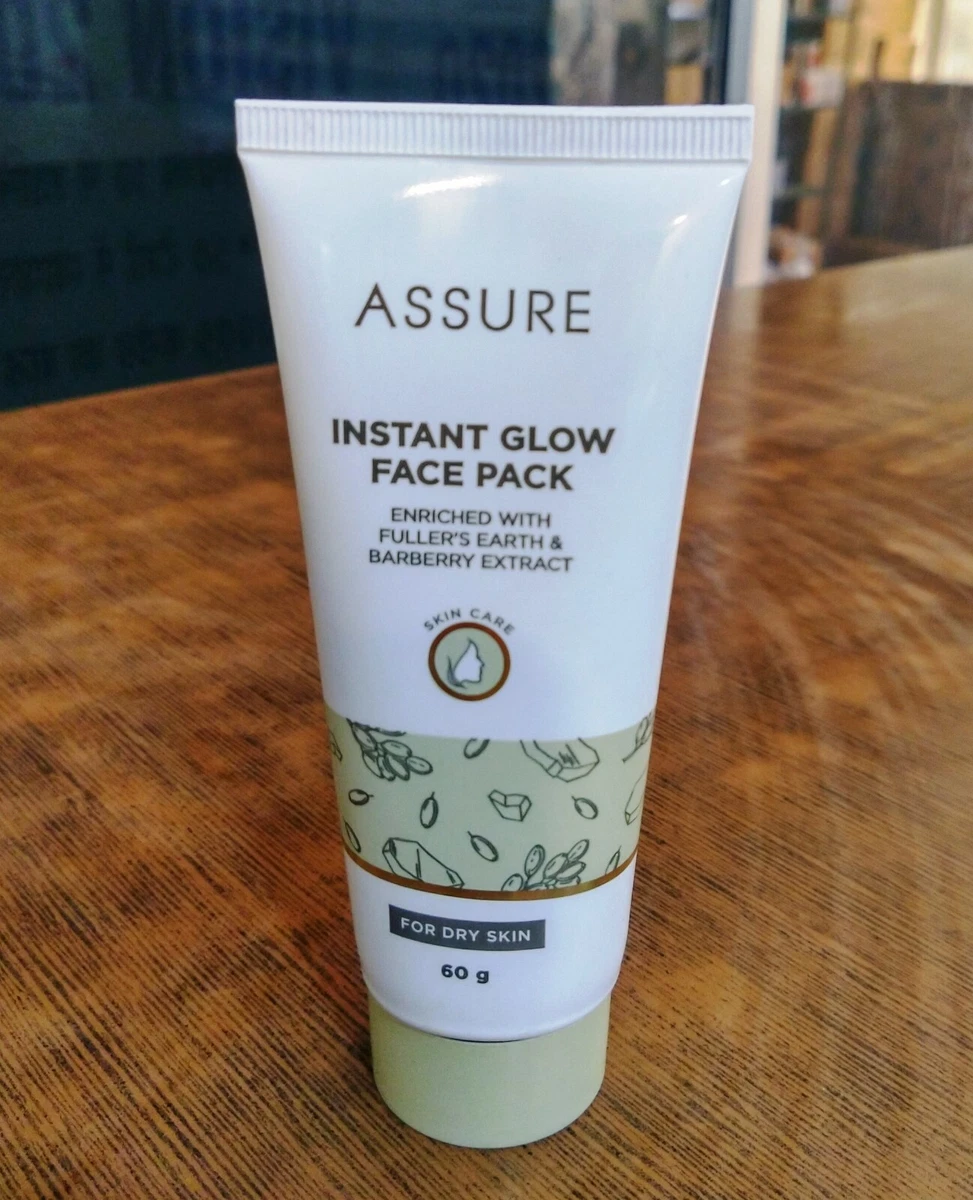 ASSURE
INSTANT GLOW
FACE PACK
ENRICHED WITH
FULLER'S EARTH &
BARBERRY EXTRACT
SKIN CARE
FOR DRY SKIN
60 g